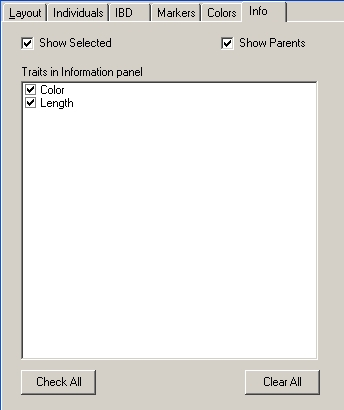 Layout Individuals IBD Markers Colors Info
Show Selected Show Parents
Traits in Information panel
Color
Length
Check All Clear All